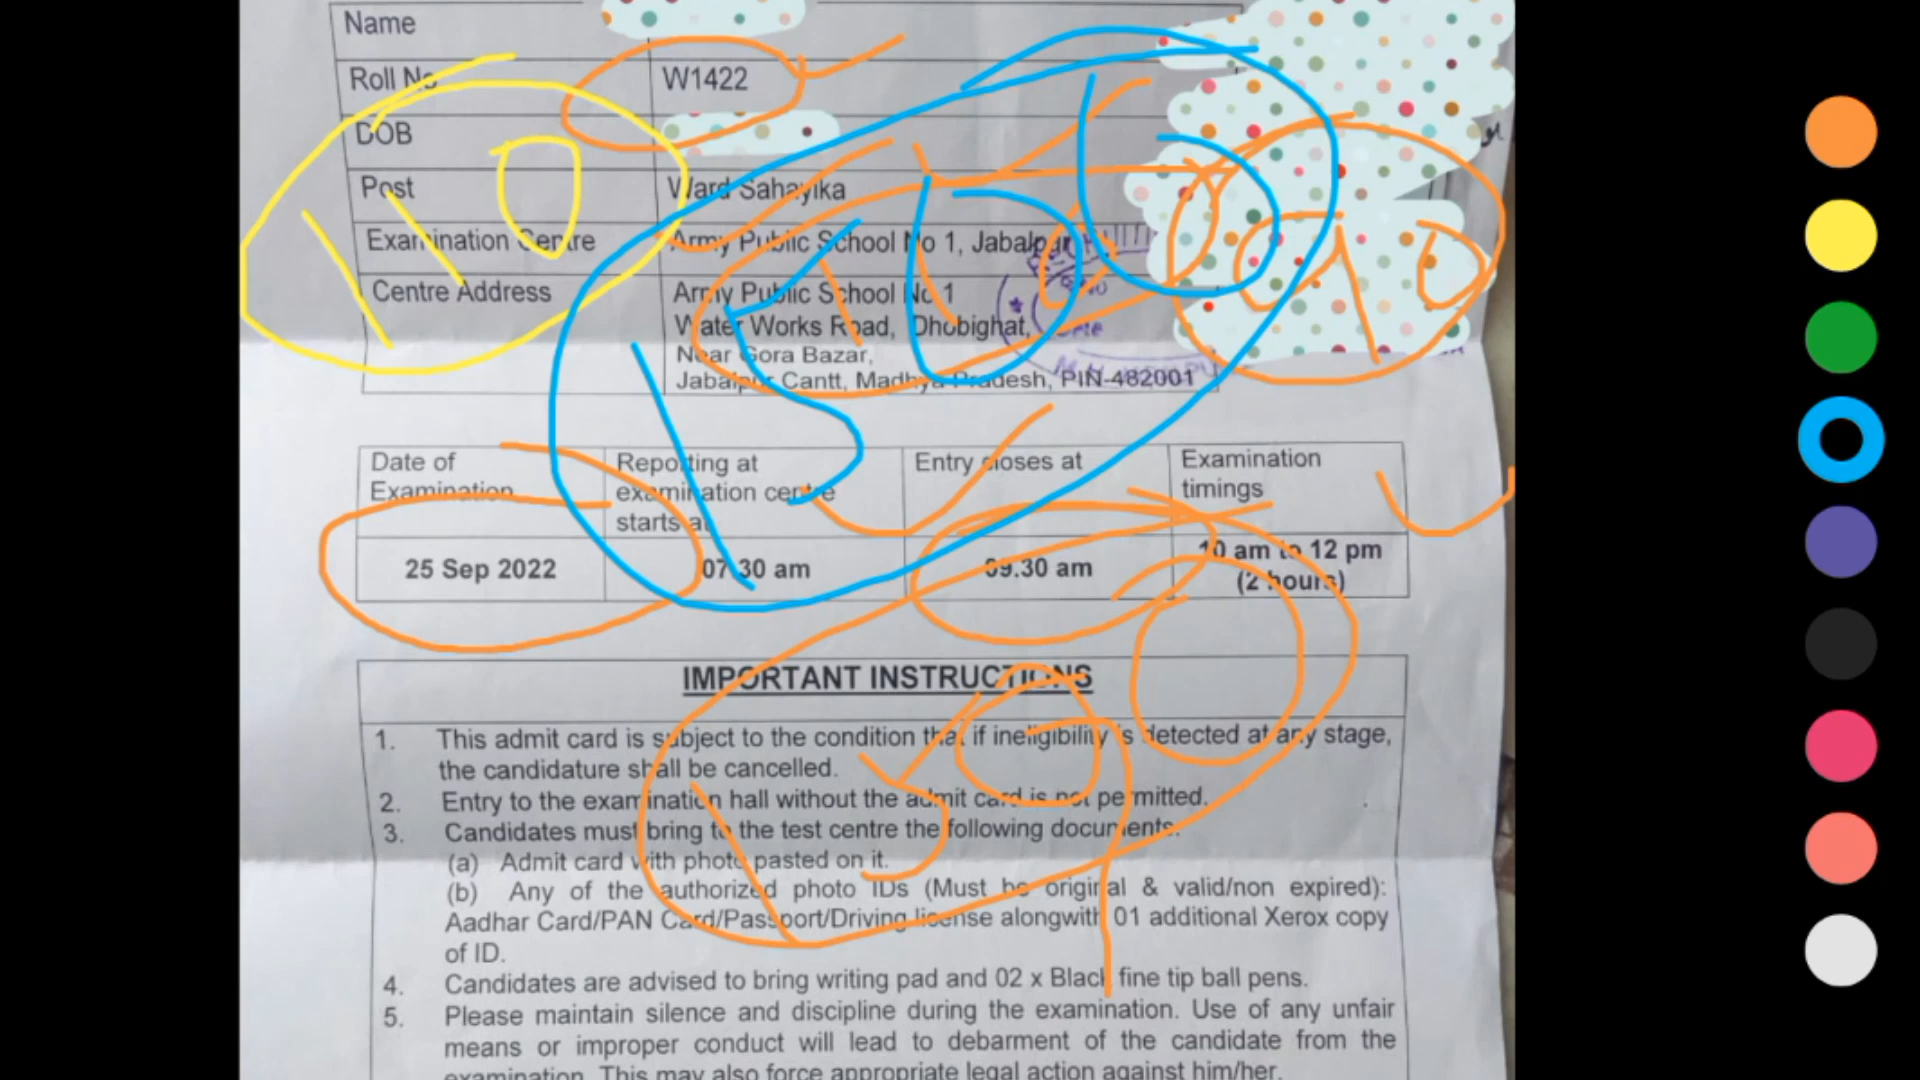 Name
Roll No W1422
DOB
Post Ward Sahayika
Examination Centre Army Public School No 1, Jabalpur
Centre Address Army Public School No.1
Water Works Road, Dhobighat,
Near Gora Bazar,
Jabalpur Cantt, Madhya Pradesh, PIN-482001
Date of Examination Reporting at examination centre starts at Entry closes at Examination timings
25 Sep 2022 07.30 am 09.30 am 10 am to 12 pm (2 hours)
IMPORTANT INSTRUCTIONS
1. This admit card is subject to the condition that if ineligibility is detected at any stage,
the candidature shall be cancelled.
2. Entry to the examination hall without the admit card is not permitted.
3. Candidates must bring to the test centre the following documents:
(a) Admit card with photo pasted on it.
(b) Any of the authorized photo IDs (Must be original & valid/non expired):
Aadhar Card/PAN Card/Passport/Driving license alongwith 01 additional Xerox copy
of ID.
4. Candidates are advised to bring writing pad and 02 x Black fine tip ball pens.
5. Please maintain silence and discipline during the examination. Use of any unfair
means or improper conduct will lead to debarment of the candidate from the
examination. This may also force appropriate legal action against him/her.
110
150